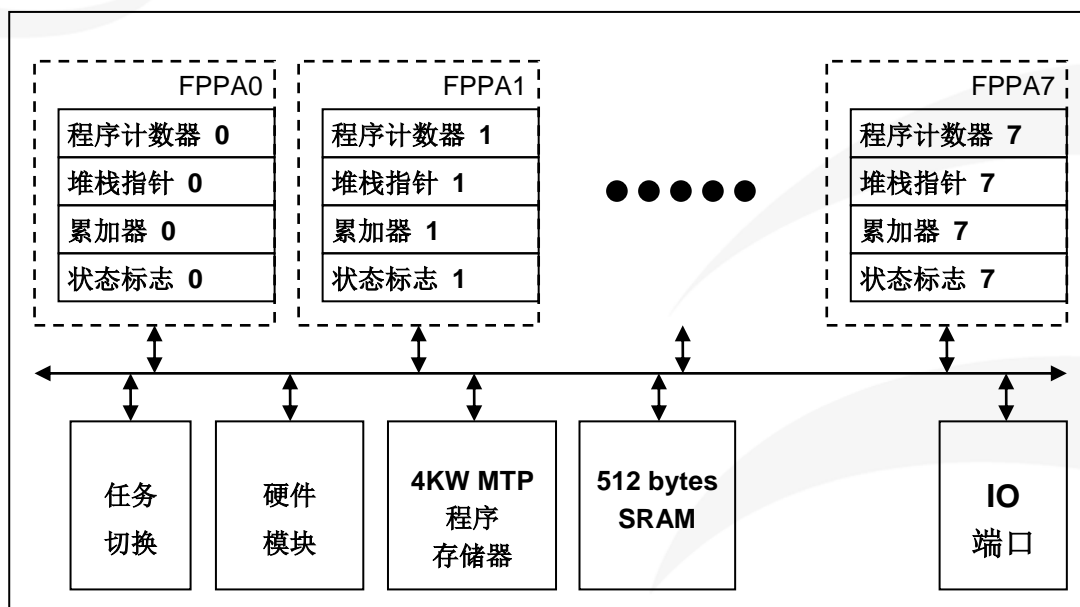 FPPA0
程序计数器 0
堆栈指针 0
累加器 0
状态标志 0
FPPA1
程序计数器 1
堆栈指针 1
累加器 1
状态标志 1
FPPA7
程序计数器 7
堆栈指针 7
累加器 7
状态标志 7
任务
切换
硬件
模块
4KW MTP
程序
存储器
512 bytes
SRAM
IO
端口